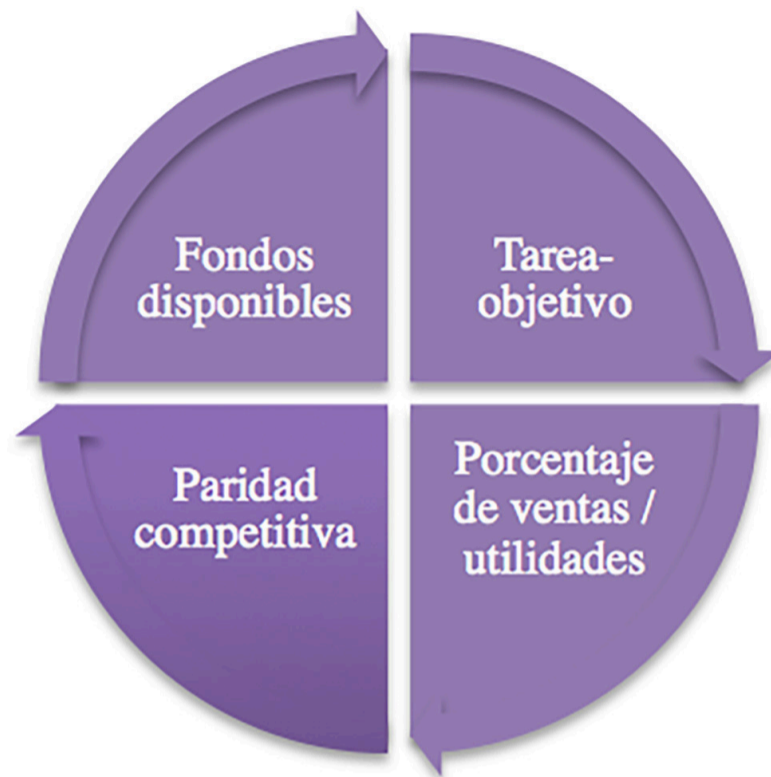 Fondos
disponibles
Tarea-
objetivo
Paridad
competitiva
Porcentaje
de ventas /
utilidades